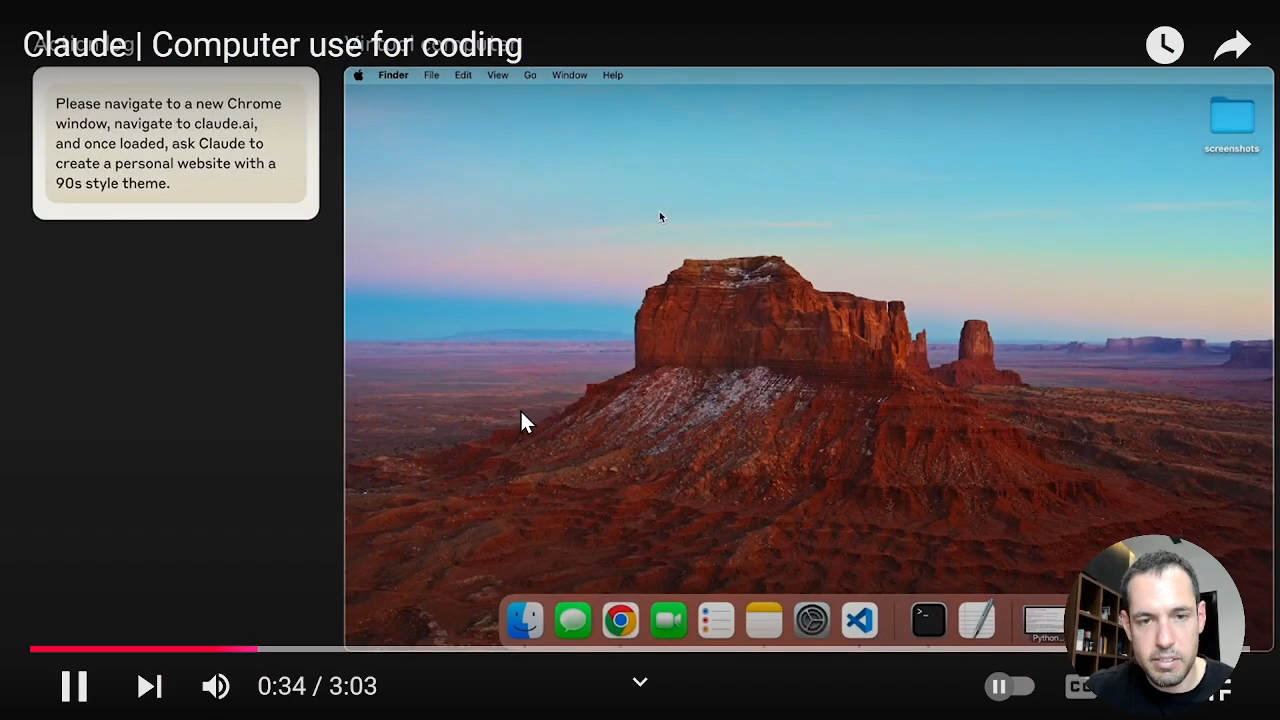 Claude | Computer use for coding
Please navigate to a new Chrome
window, navigate to claude.ai,
and once loaded, ask Claude to
create a personal website with a
90s style theme.
Finder File Edit View Go Window Help
screenshots
Python...
0:34 / 3:03